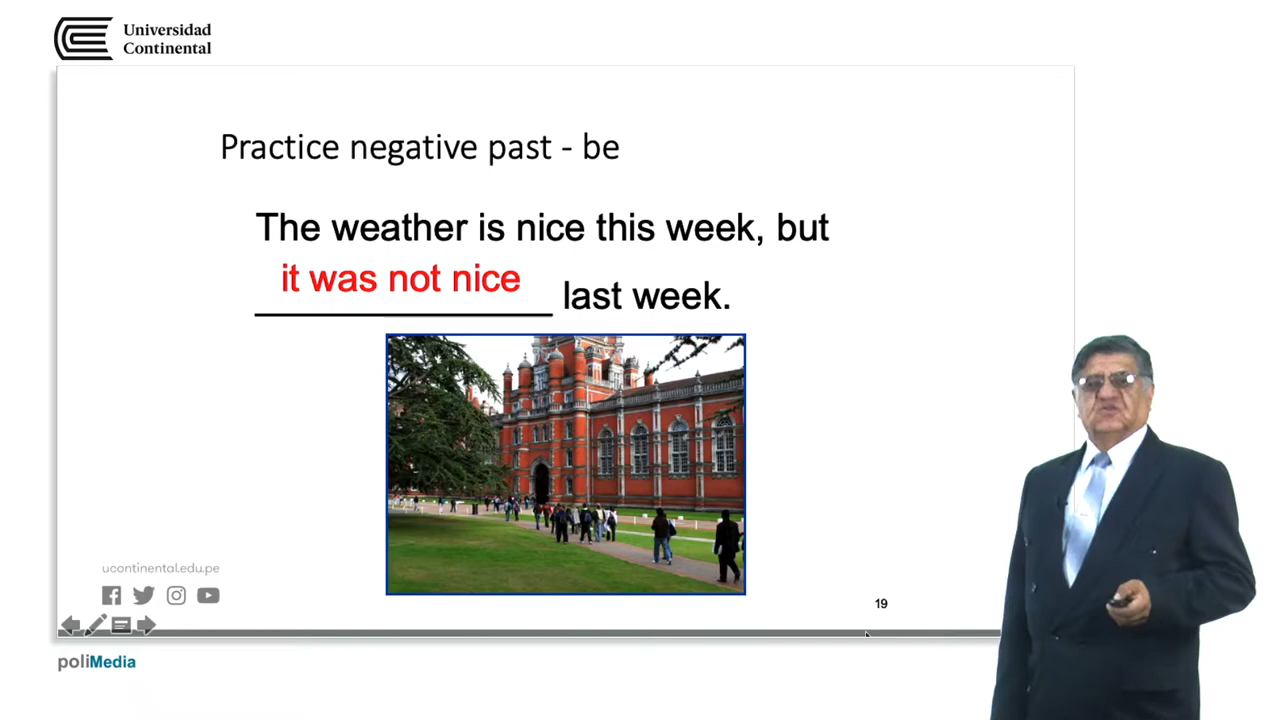 Universidad
Continental
Practice negative past - be
The weather is nice this week, but
it was not nice last week.
ucontinental.edu.pe
19
poliMedia